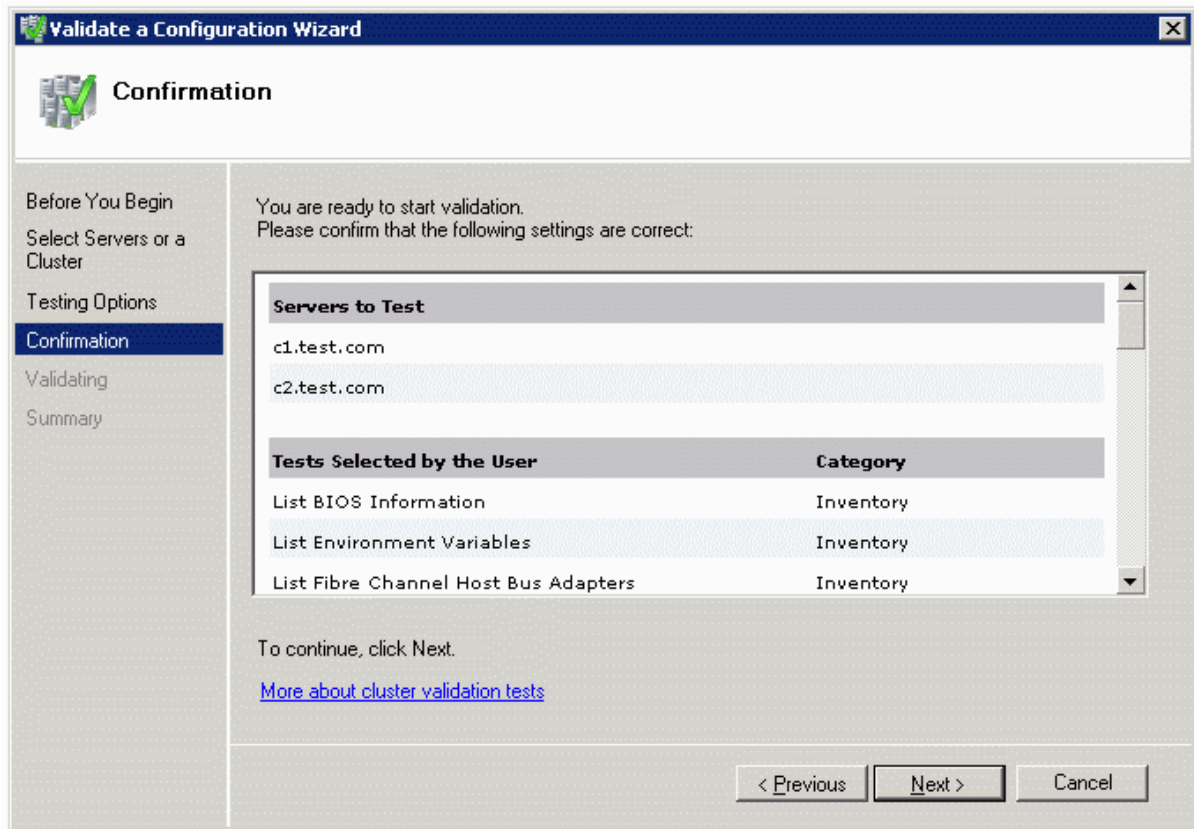 Validate a Configuration Wizard
Confirmation
Before You Begin
Select Servers or a
Cluster
Testing Options
Confirmation
Validating
Summary
You are ready to start validation.
Please confirm that the following settings are correct:
Servers to Test
c1.test.com
c2.test.com
Tests Selected by the User Category
List BIOS Information Inventory
List Environment Variables Inventory
List Fibre Channel Host Bus Adapters Inventory
To continue, click Next.
More about cluster validation tests
< Previous Next > Cancel